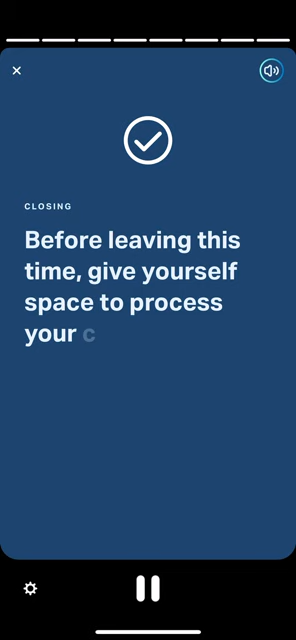 CLOSING
Before leaving this
time, give yourself
space to process
your c